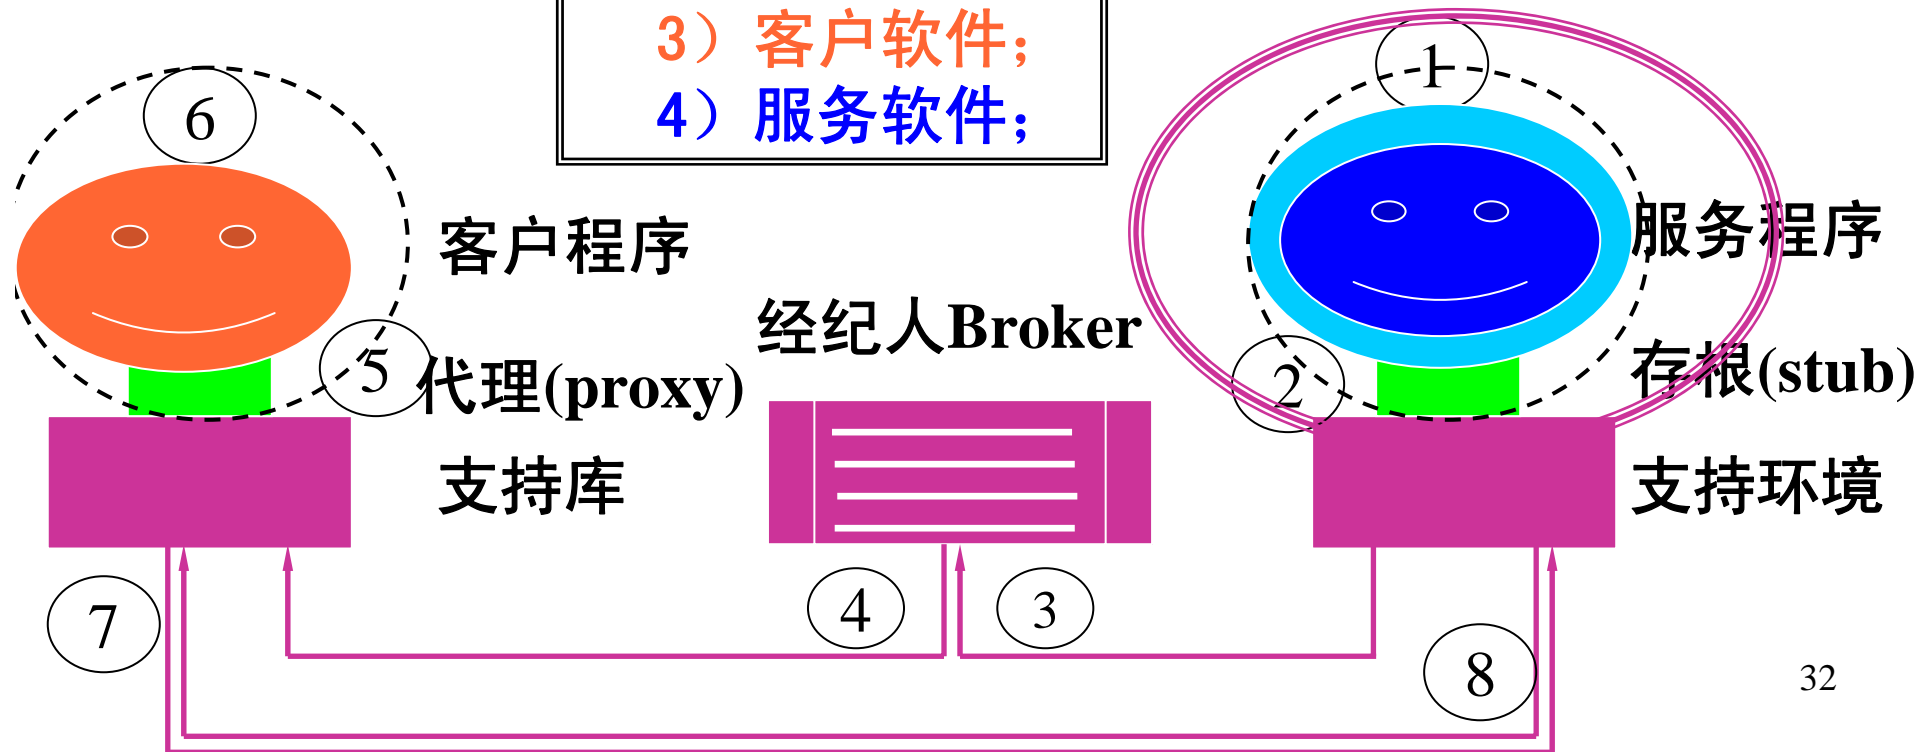 3）客户软件；
4）服务软件；
1
6
客户程序
服务程序
经纪人Broker
5
代理(proxy)
2
存根(stub)
支持库
支持环境
7
4
3
8
32